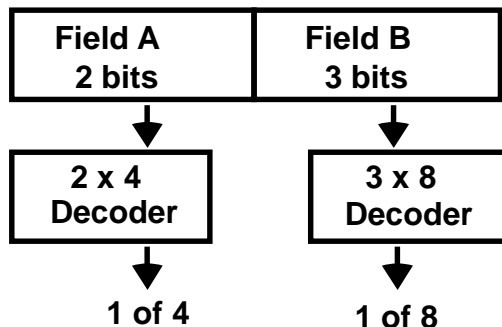 Field A
2 bits
Field B
3 bits
2 x 4
Decoder
3 x 8
Decoder
1 of 4
1 of 8